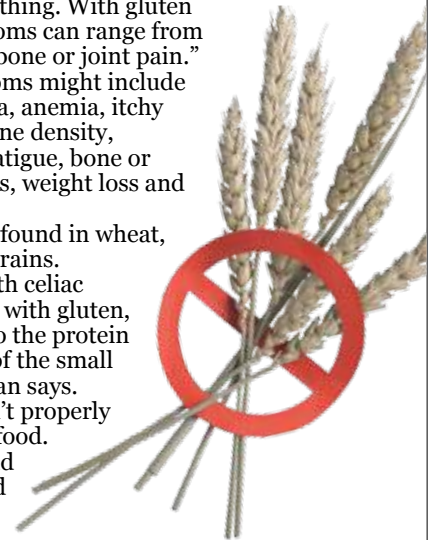 thing. With gluten
oms can range from
bone or joint pain.”
oms might include
a, anemia, itchy
ne density,
atigue, bone or
s, weight loss and
found in wheat,
rains.
th celiac
with gluten,
o the protein
of the small
an says.
’t properly
food.
d
d